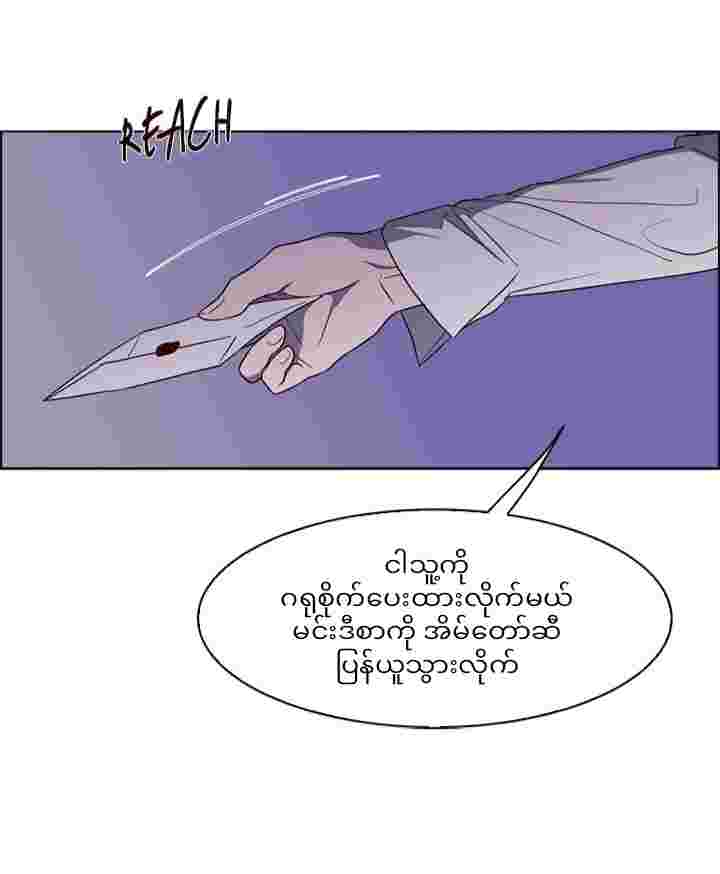 REACH
ငါသူ့ကို
ဂရုစိုက်ပေးထားလိုက်မယ်
မင်းဒီစာကို အိမ်တော်ဆီ
ပြန်ယူသွားလိုက်